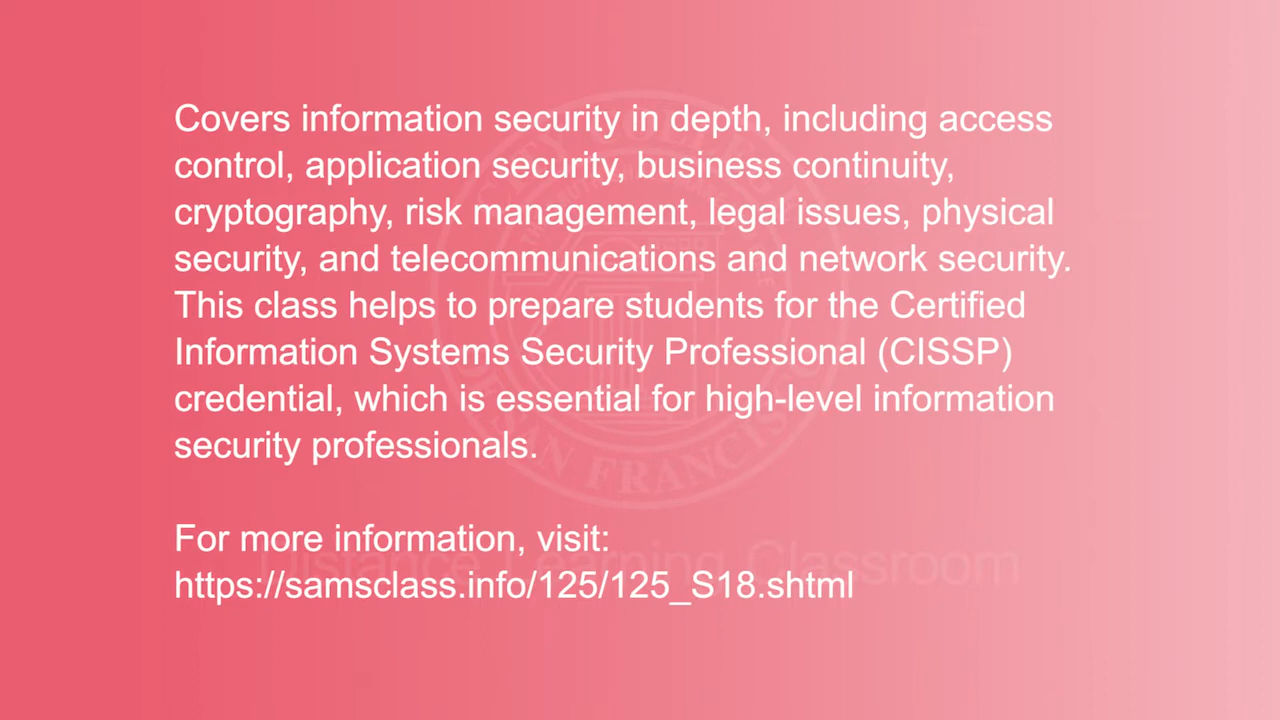 Covers information security in depth, including access
control, application security, business continuity,
cryptography, risk management, legal issues, physical
security, and telecommunications and network security.
This class helps to prepare students for the Certified
Information Systems Security Professional (CISSP)
credential, which is essential for high-level information
security professionals.
For more information, visit:
Distance Learning Classroom
https://samsclass.info/125/125_S18.shtml